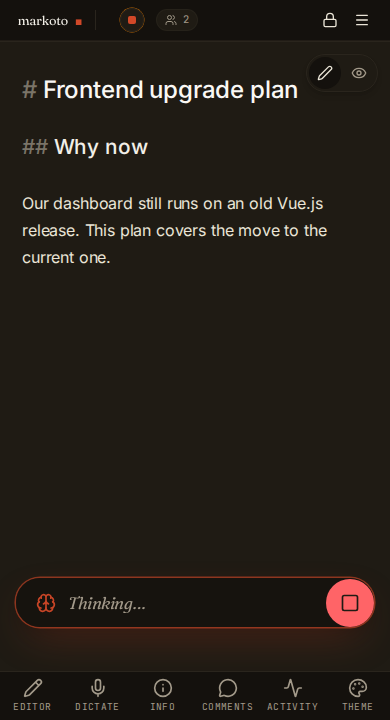 markoto
2
# Frontend upgrade plan
## Why now
Our dashboard still runs on an old Vue.js
release. This plan covers the move to the
current one.
Thinking...
EDITOR
DICTATE
INFO
COMMENTS
ACTIVITY
THEME